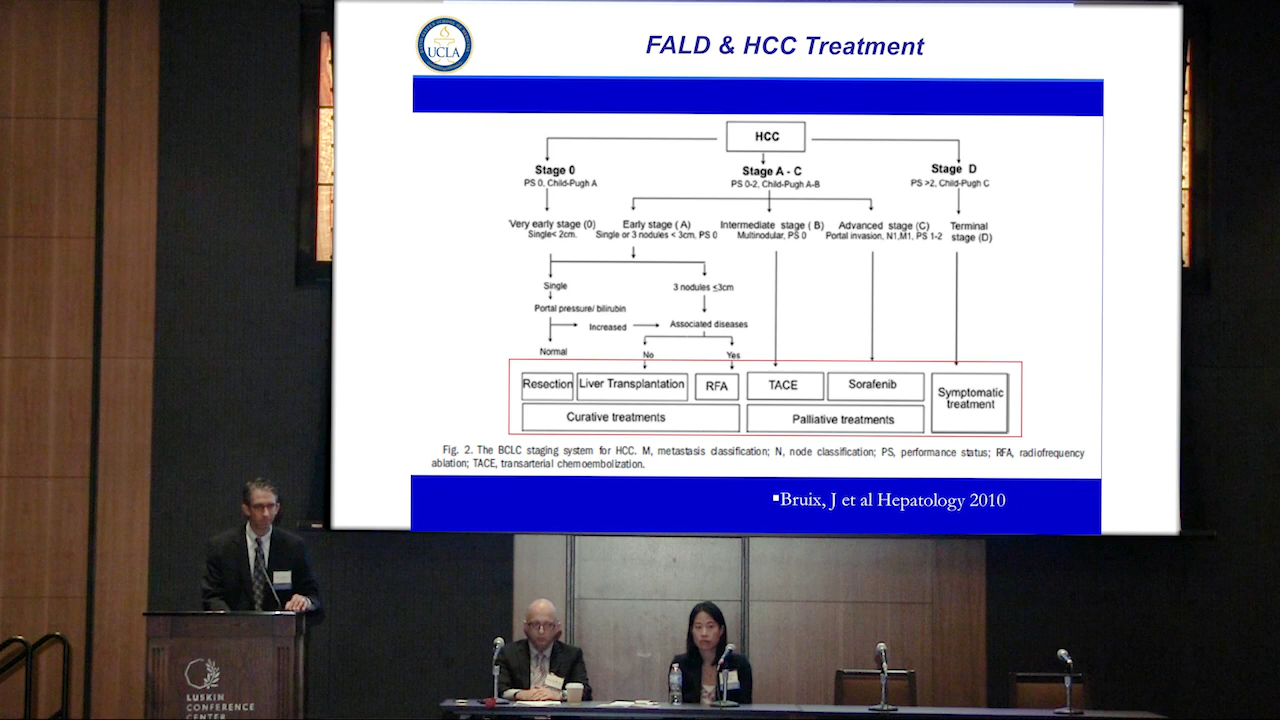 UCLA
FALD & HCC Treatment
HCC
Stage 0
PS 0, Child-Pugh A
Stage A - C
PS 0-2, Child-Pugh A-B
Stage D
PS >2, Child-Pugh C
Very early stage (0)
Single< 2cm.
Early stage ( A)
Single or 3 nodules < 3cm, PS 0
Intermediate stage ( B)
Multinodular, PS 0
Advanced stage (C)
Portal invasion, N1,M1, PS 1-2
Terminal
stage (D)
Single
3 nodules ≤3cm
Portal pressure/ bilirubin
Increased
Associated diseases
Normal
No
Yes
Resection
Liver Transplantation
RFA
TACE
Sorafenib
Symptomatic
treatment
Curative treatments
Palliative treatments
Fig. 2. The BCLC staging system for HCC. M, metastasis classification; N, node classification; PS, performance status; RFA, radiofrequency
ablation; TACE, transarterial chemoembolization.
▪Bruix, J et al Hepatology 2010
LUSKIN
CONFERENCE
CENTER